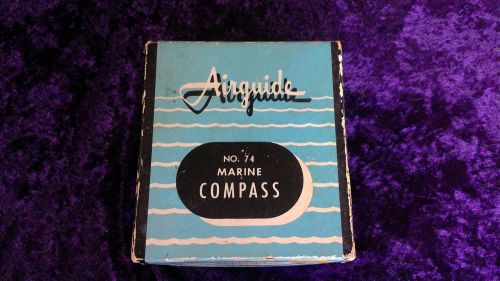 Airguide
NO. 74
MARINE
COMPASS